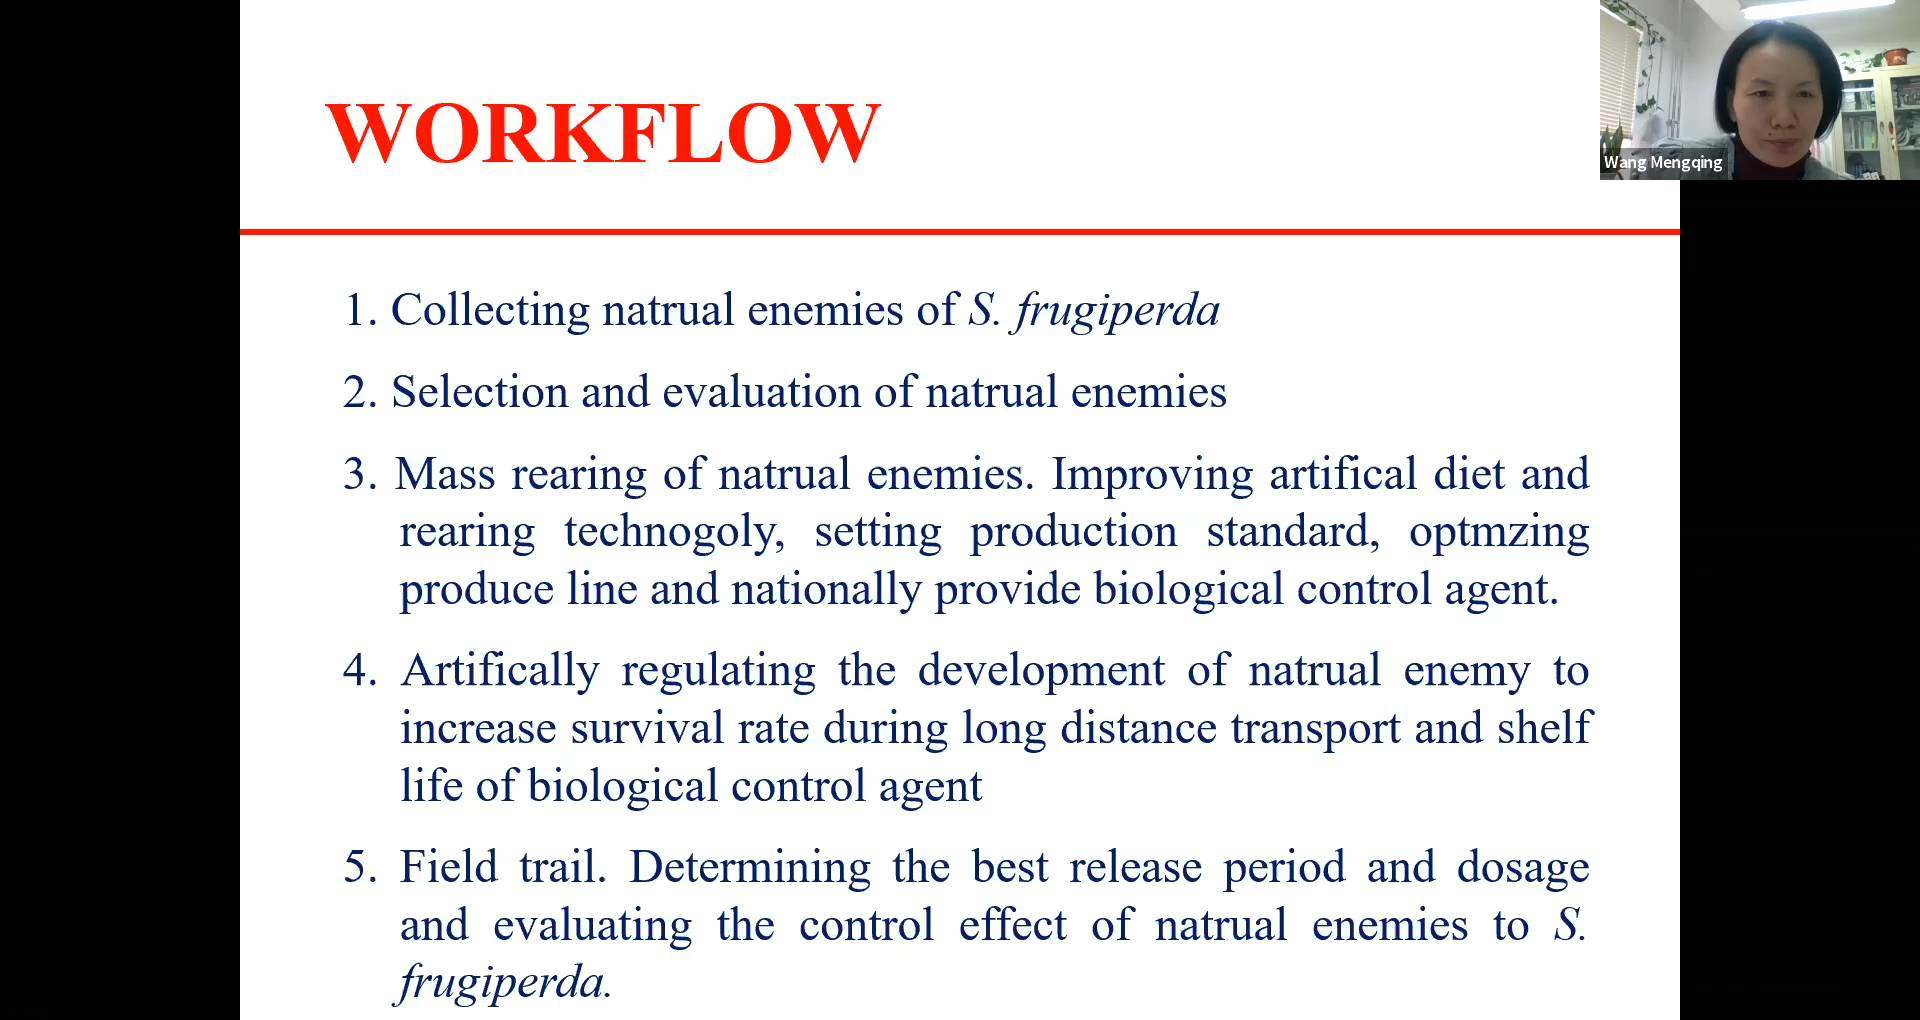 WORKFLOW
Wang Mengqing
1. Collecting natrual enemies of S. frugiperda
2. Selection and evaluation of natrual enemies
3. Mass rearing of natrual enemies. Improving artifical diet and
rearing technogoly, setting production standard, optmzing
produce line and nationally provide biological control agent.
4. Artifically regulating the development of natrual enemy to
increase survival rate during long distance transport and shelf
life of biological control agent
5. Field trail. Determining the best release period and dosage
and evaluating the control effect of natrual enemies to S.
frugiperda.